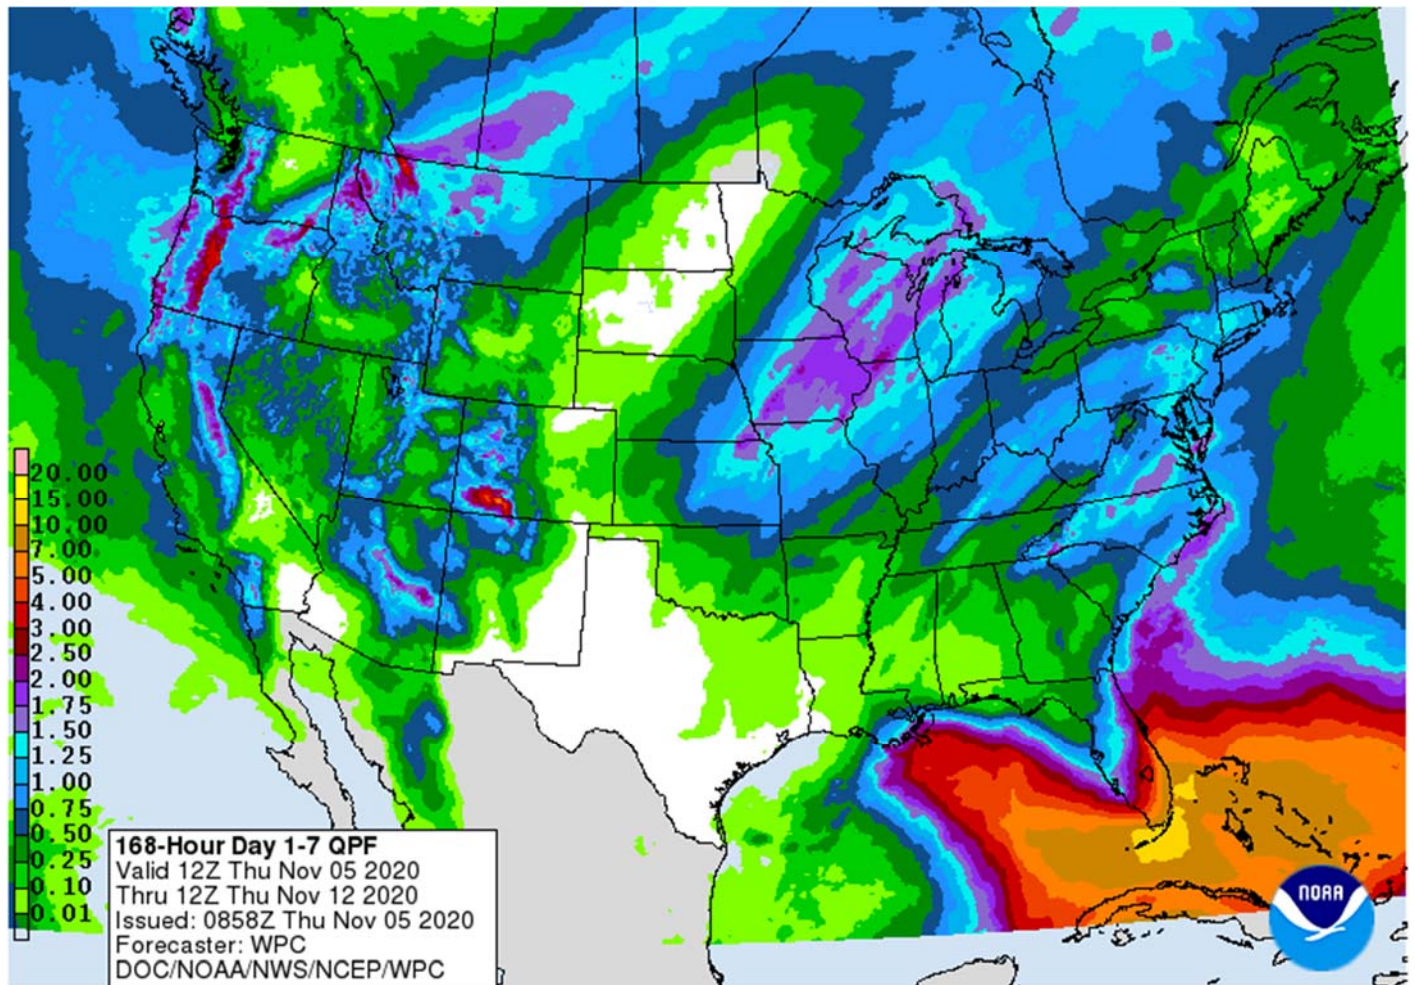 20.00
15.00
10.00
7.00
5.00
4.00
3.00
2.50
2.00
1.75
1.50
1.25
1.00
0.75
0.50
0.25
0.10
0.01
168-Hour Day 1-7 QPF
Valid 12Z Thu Nov 05 2020
Thru 12Z Thu Nov 12 2020
Issued: 0858Z Thu Nov 05 2020
Forecaster: WPC
DOC/NOAA/NWS/NCEP/WPC
NOAA